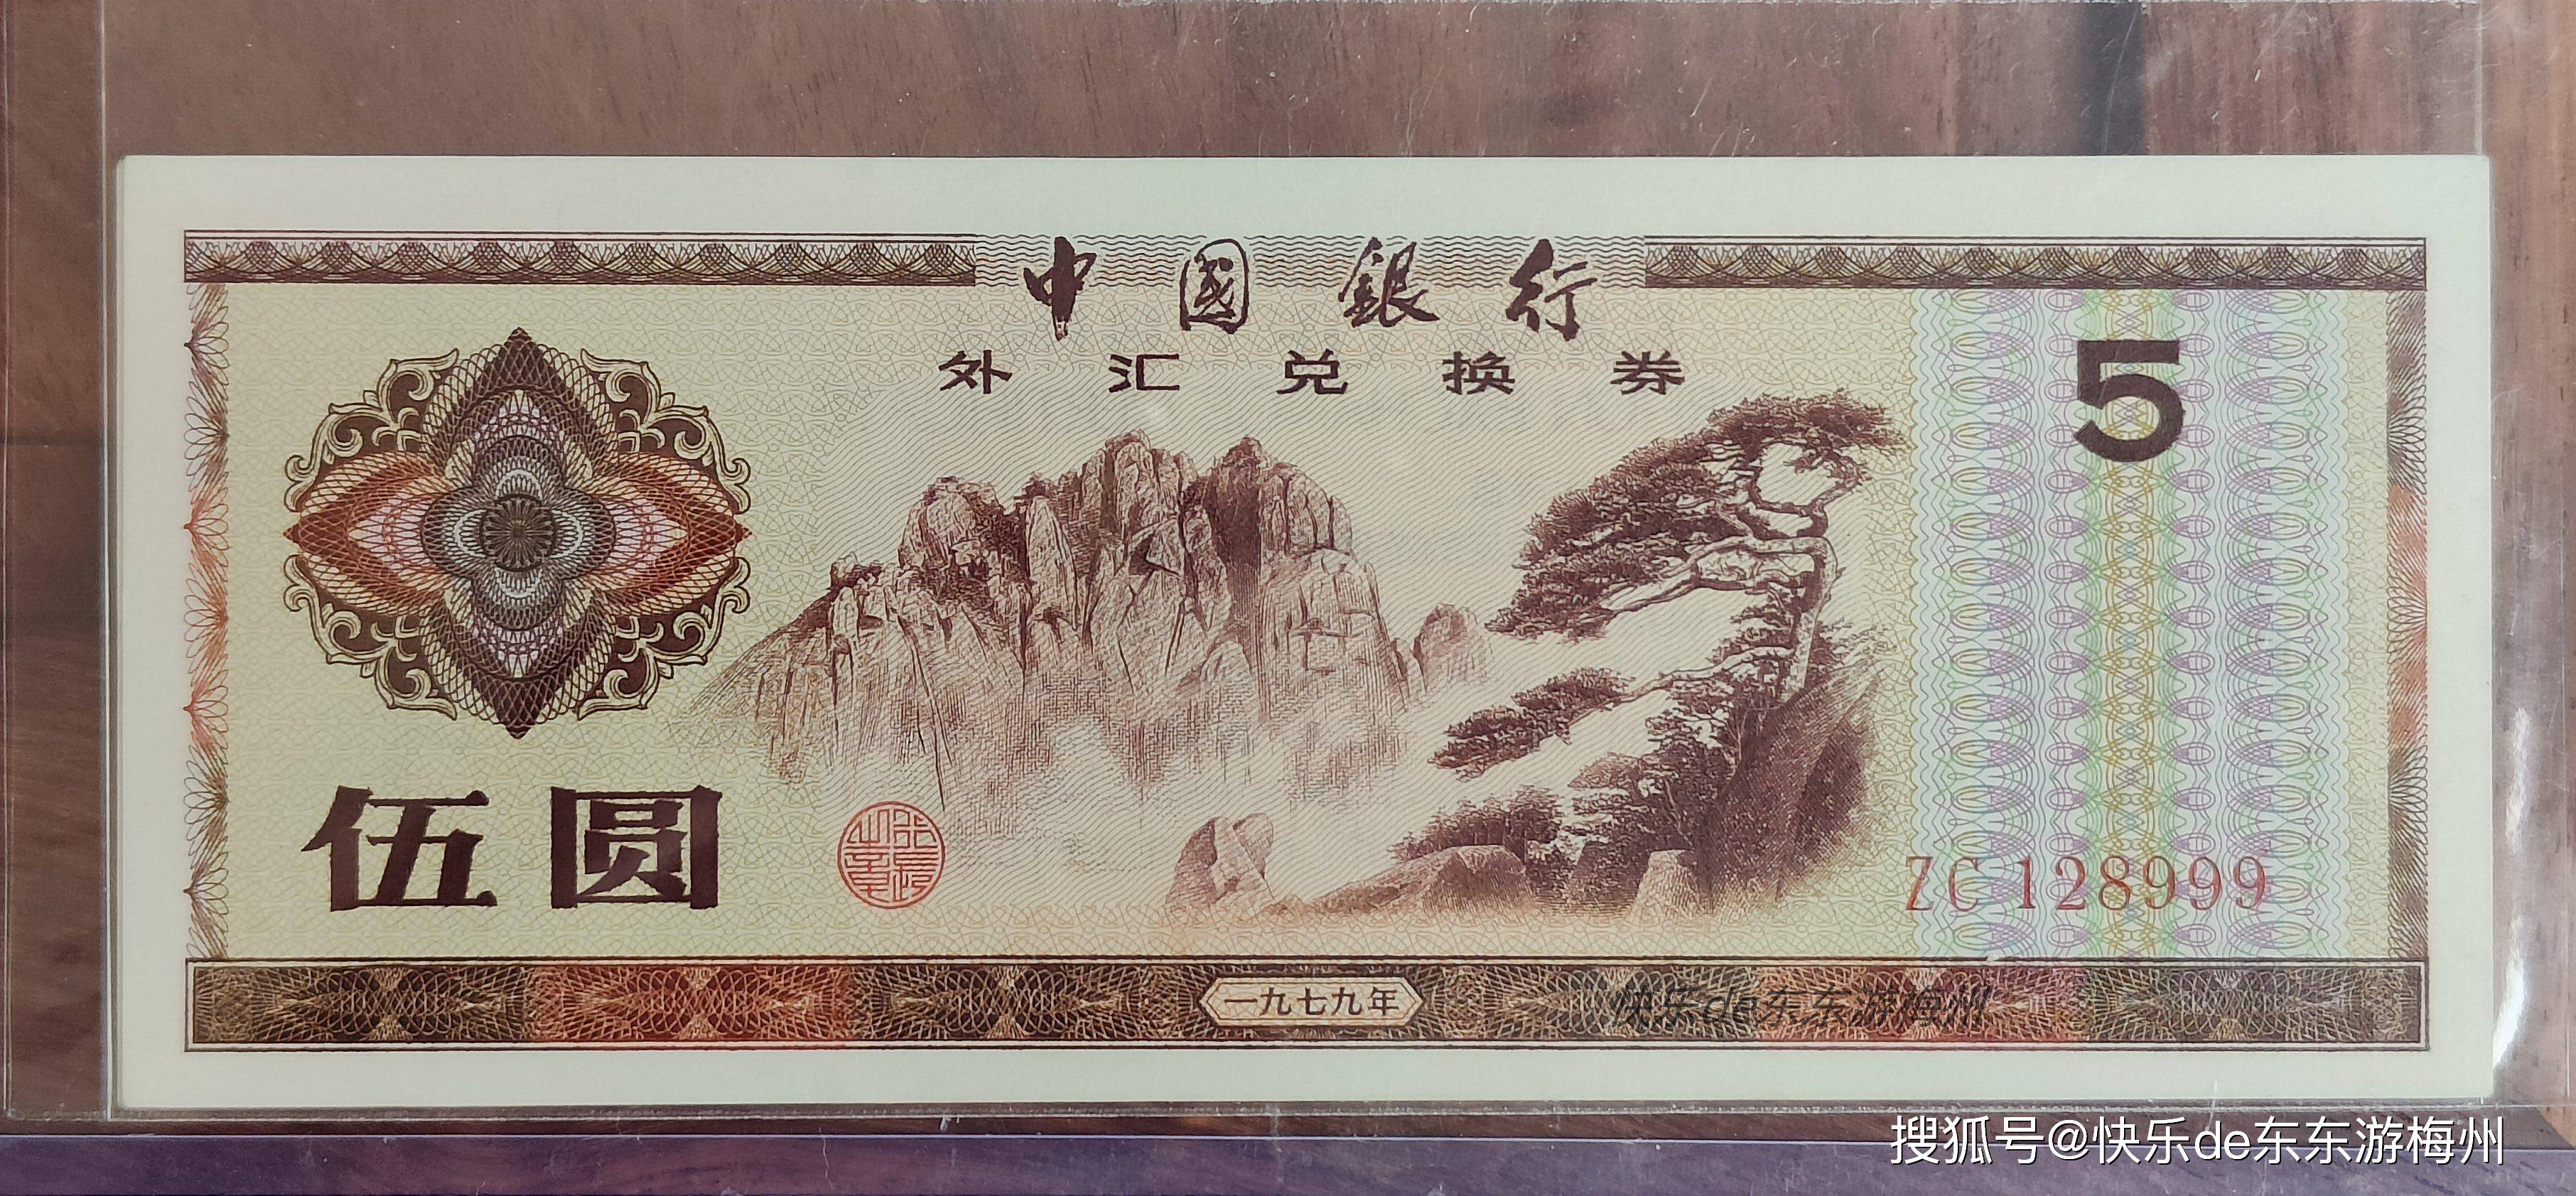 中國銀行
外汇兑换券
5
伍圆
ZC 128999
一九七九年
快乐de东东游梅州
搜狐号@快乐de东东游梅州